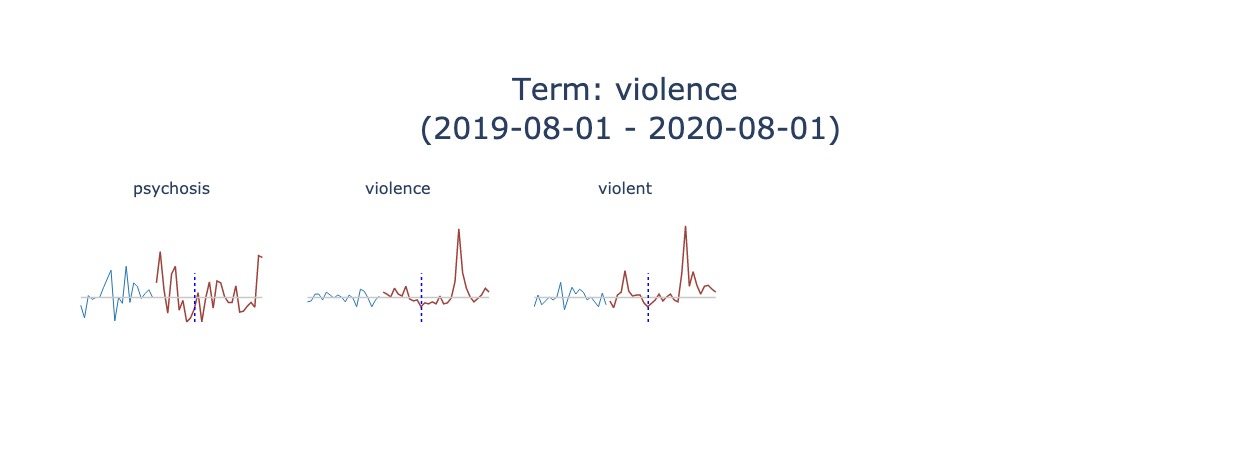 Term: violence
(2019-08-01 - 2020-08-01)
psychosis
violence
violent